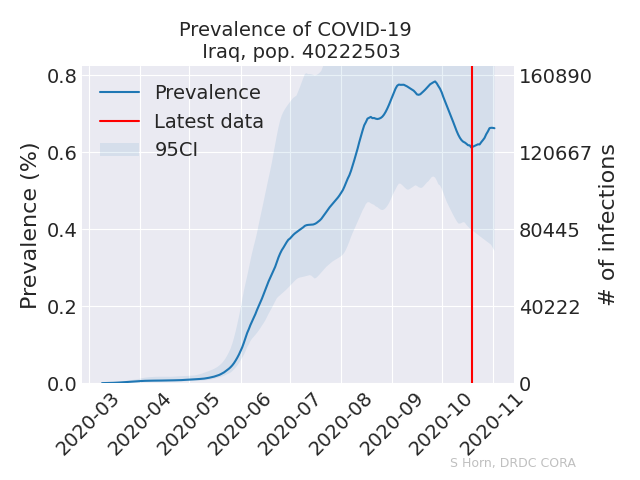 Prevalence of COVID-19
Iraq, pop. 40222503
Prevalence
Latest data
95CI
Prevalence (%)
0.8
0.6
0.4
0.2
0.0
160890
120667
80445
40222
0
# of infections
2020-03
2020-04
2020-05
2020-06
2020-07
2020-08
2020-09
2020-10
2020-11
S Horn, DRDC CORA